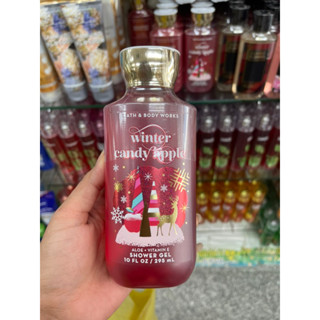 BATH & BODY WORKS
winter
candy apple
ALOE + VITAMIN E
SHOWER GEL
10 FL OZ / 295 mL